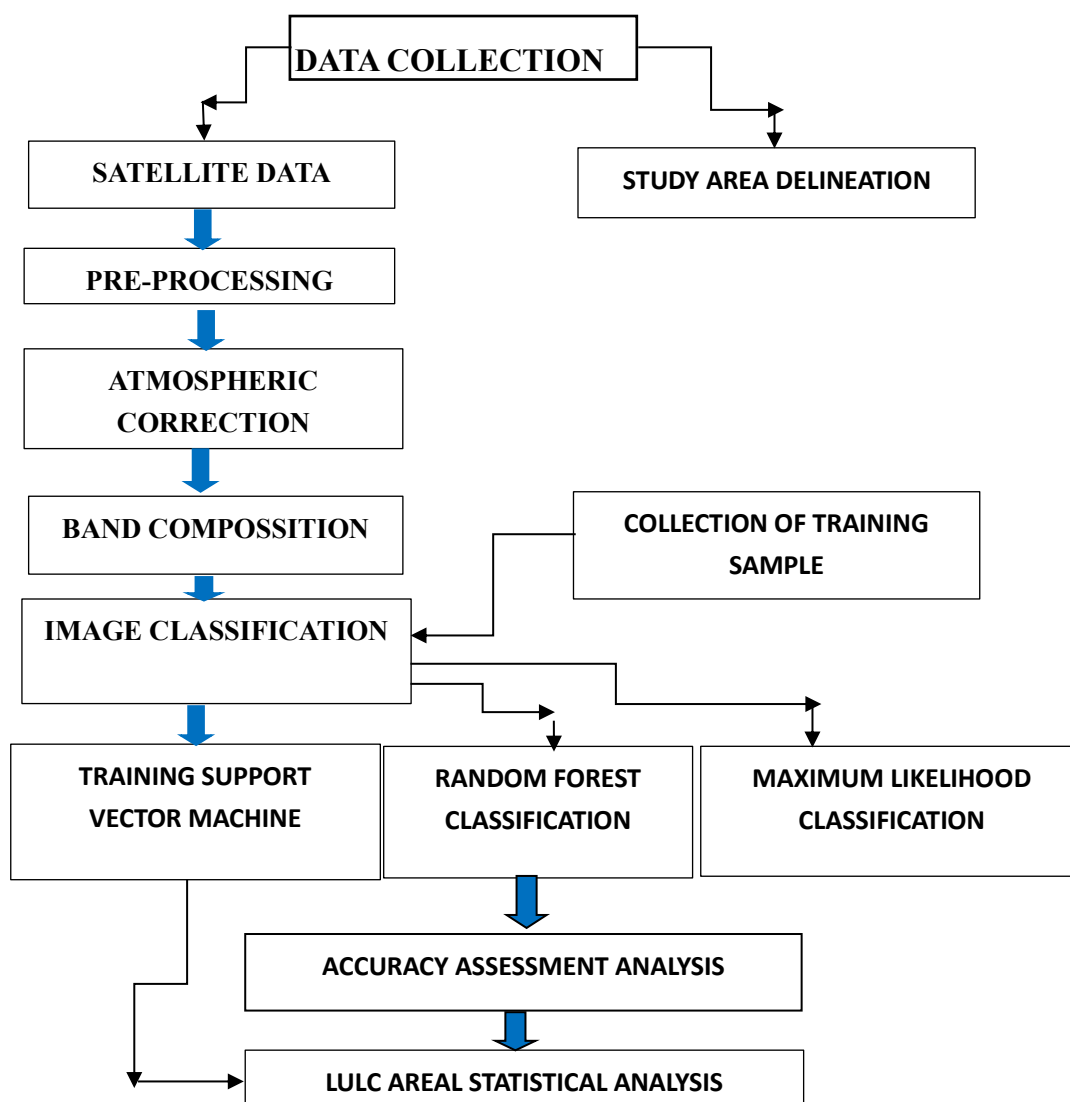 DATA COLLECTION
SATELLITE DATA
STUDY AREA DELINEATION
PRE-PROCESSING
ATMOSPHERIC
CORRECTION
BAND COMPOSSITION
COLLECTION OF TRAINING
SAMPLE
IMAGE CLASSIFICATION
TRAINING SUPPORT
VECTOR MACHINE
RANDOM FOREST
CLASSIFICATION
MAXIMUM LIKELIHOOD
CLASSIFICATION
ACCURACY ASSESSMENT ANALYSIS
LULC AREAL STATISTICAL ANALYSIS